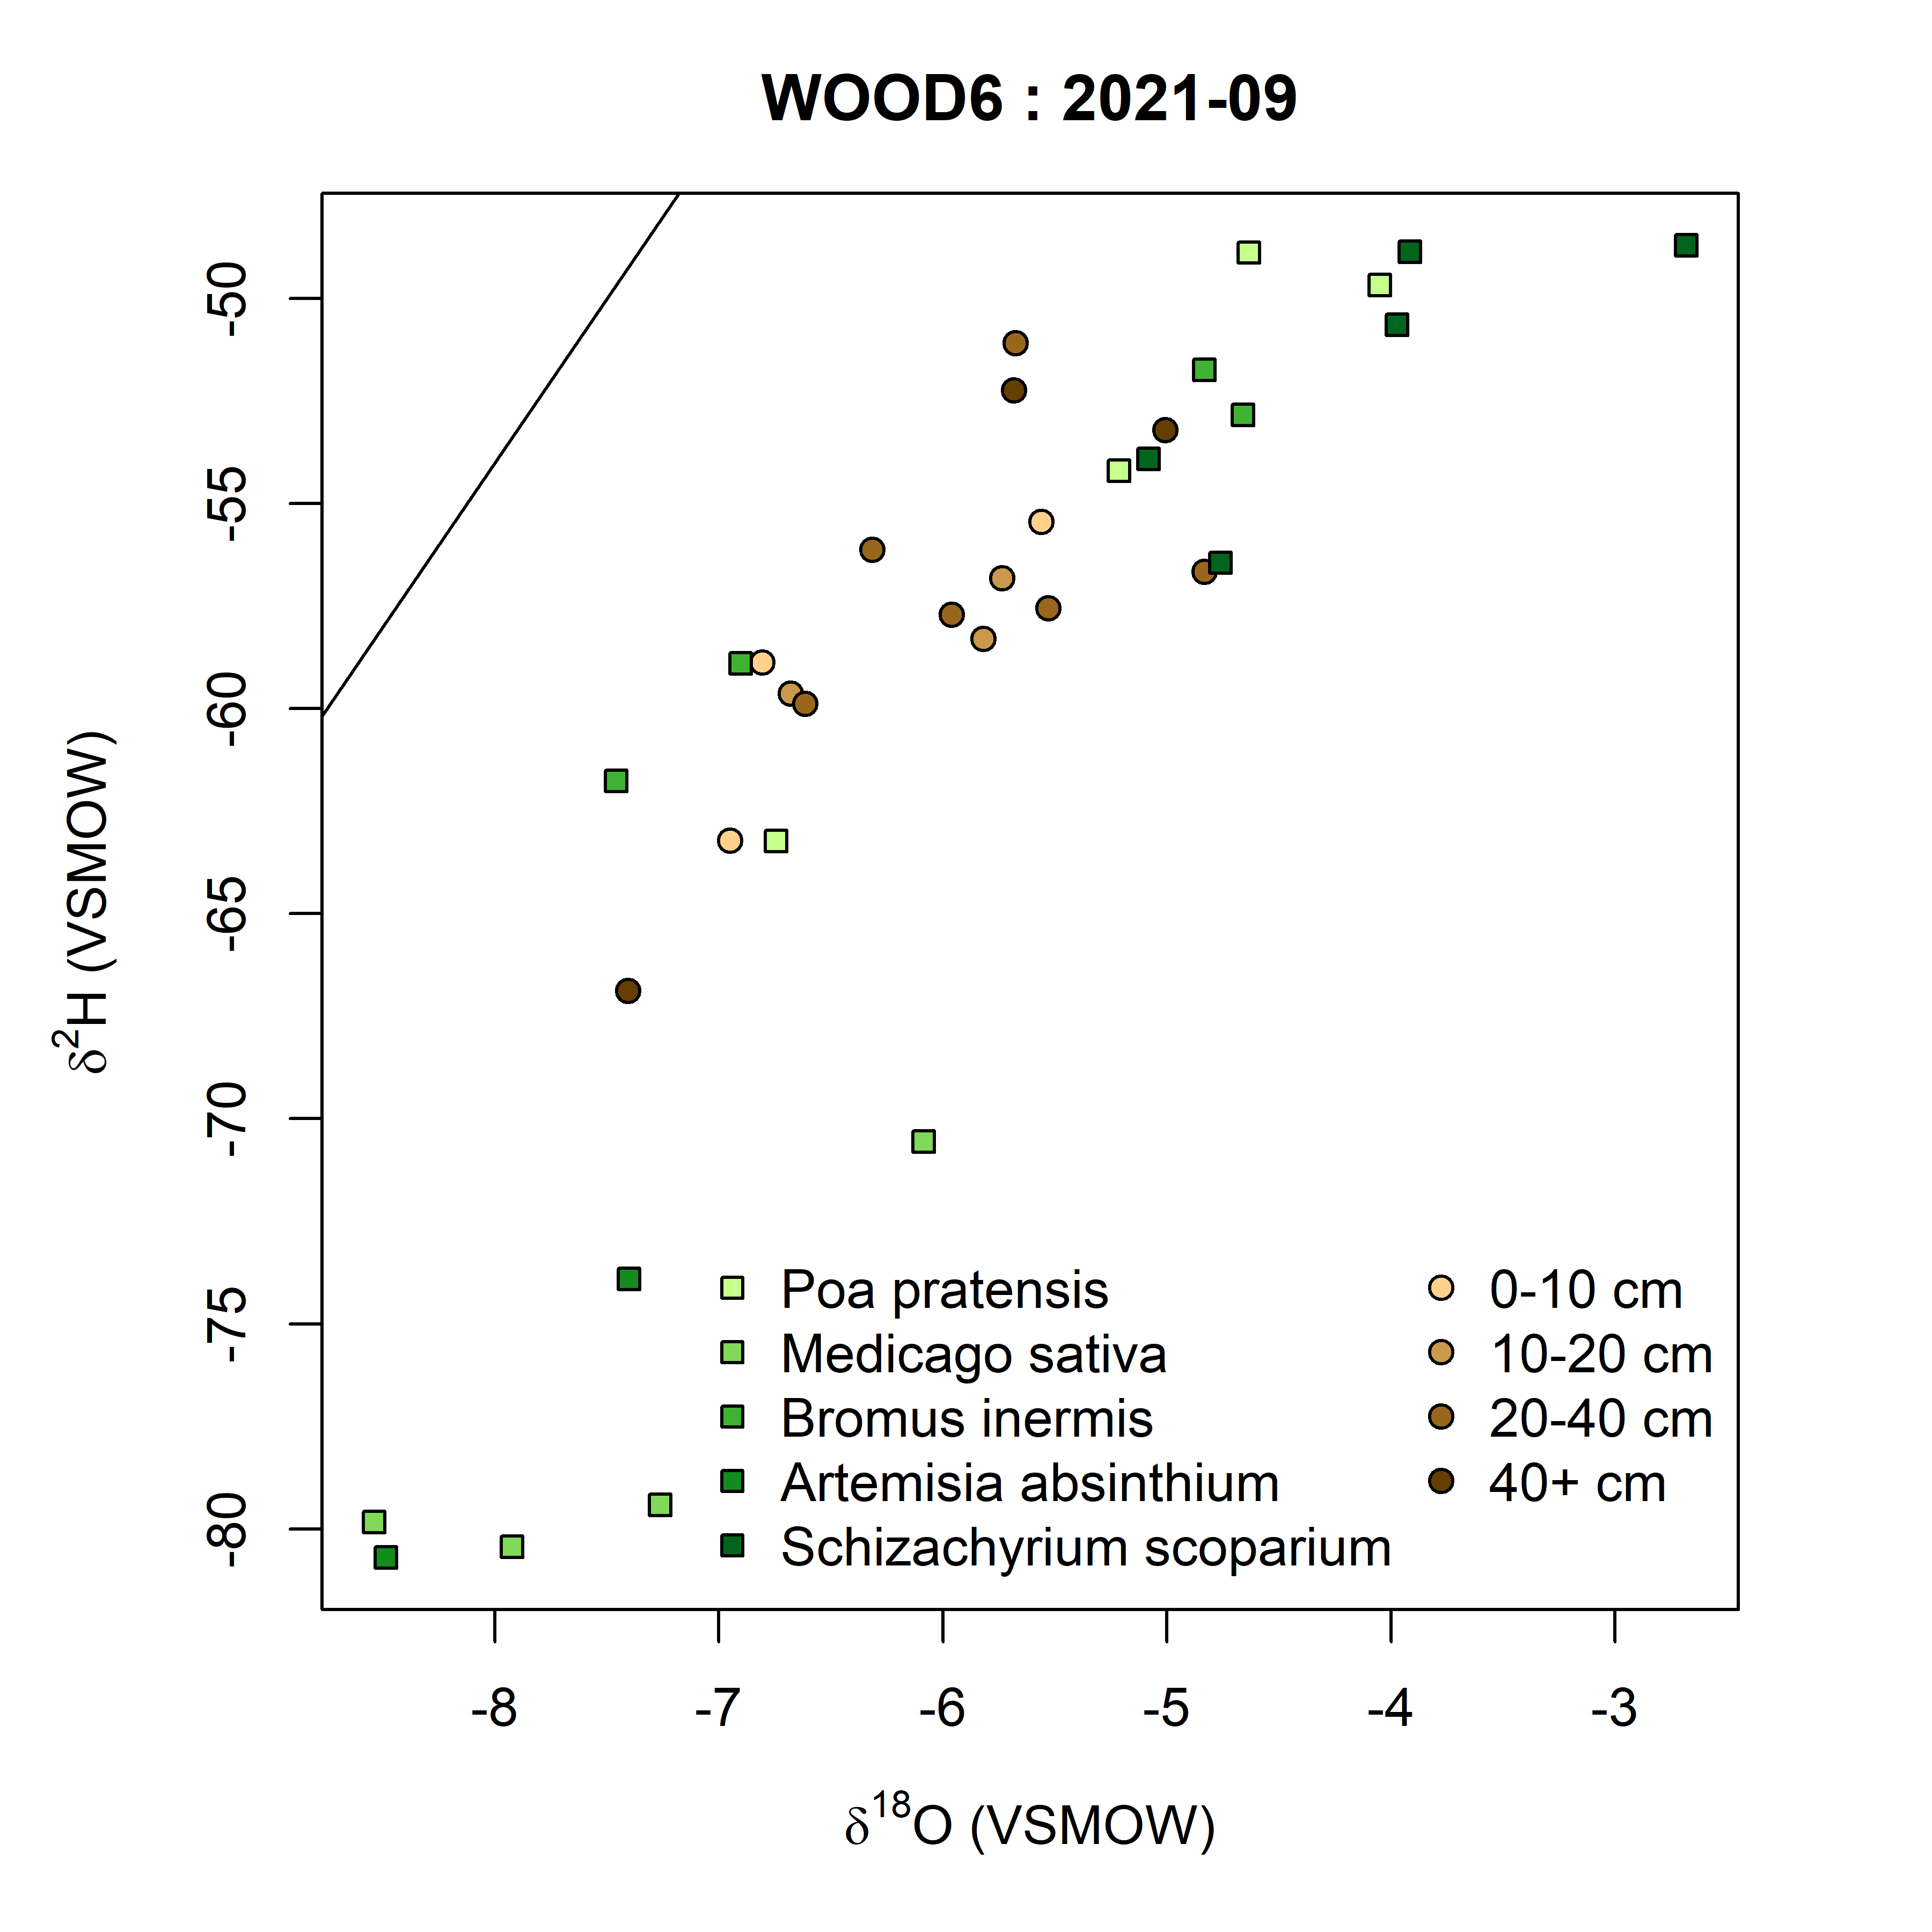 WOOD6 : 2021-09
δ²H (VSMOW)
-50
-55
-60
-65
-70
-75
-80
Poa pratensis
Medicago sativa
Bromus inermis
Artemisia absinthium
Schizachyrium scoparium
0-10 cm
10-20 cm
20-40 cm
40+ cm
-8 -7 -6 -5 -4 -3
δ¹⁸O (VSMOW)